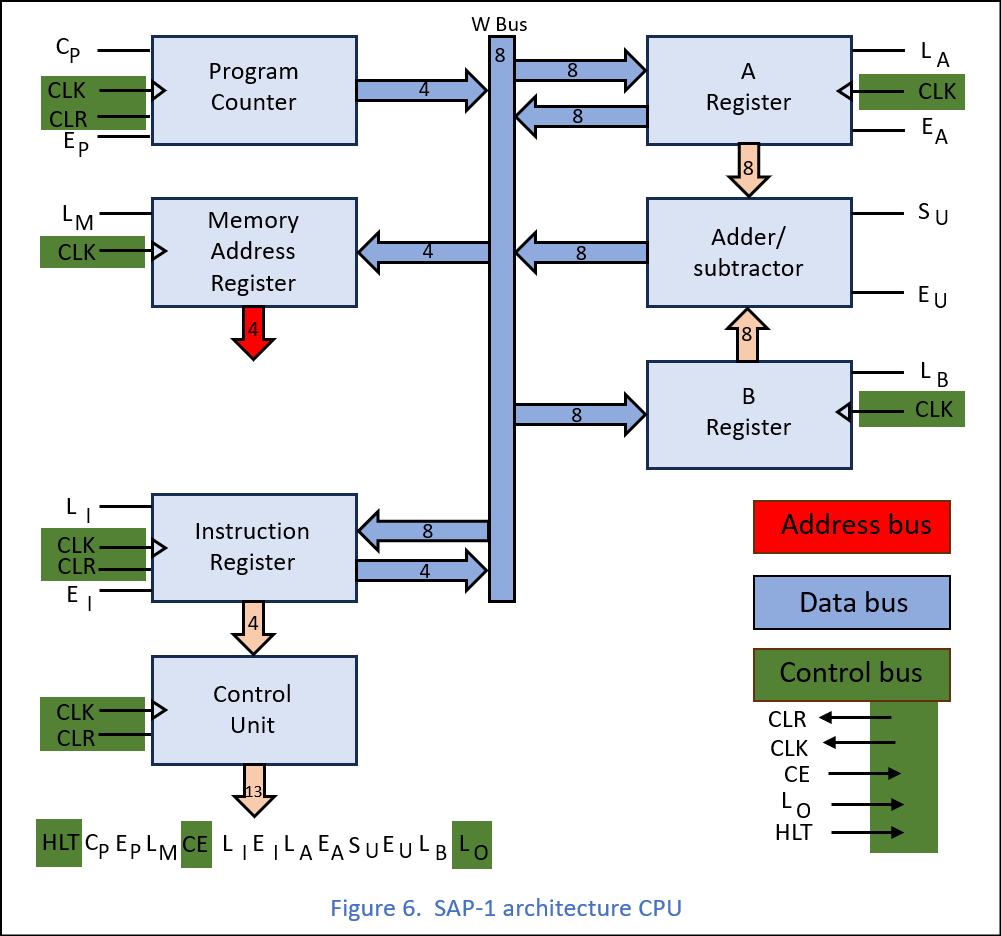 W Bus
8
C P
CLK
CLR
E P
Program
Counter
4
8
8
A
Register
L A
CLK
E A
8
L M
CLK
Memory
Address
Register
4
4
8
Adder/
subtractor
S U
E U
8
8
B
Register
L B
CLK
L I
CLK
CLR
E I
Instruction
Register
8
4
4
CLK
CLR
Control
Unit
13
HLT C P E P L M CE L I E I L A E A S U E U L B L O
Address bus
Data bus
Control bus
CLR
CLK
CE
L O
HLT
Figure 6. SAP-1 architecture CPU